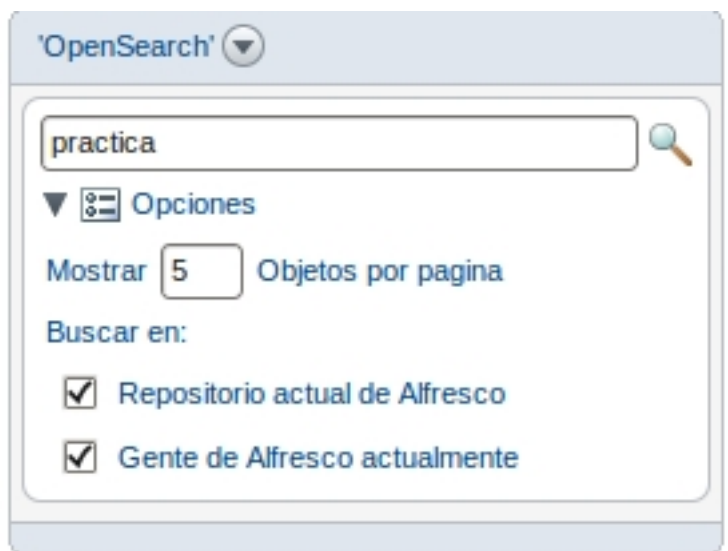 'OpenSearch'
practica
Opciones
Mostrar 5 Objetos por pagina
Buscar en:
Repositorio actual de Alfresco
Gente de Alfresco actualmente